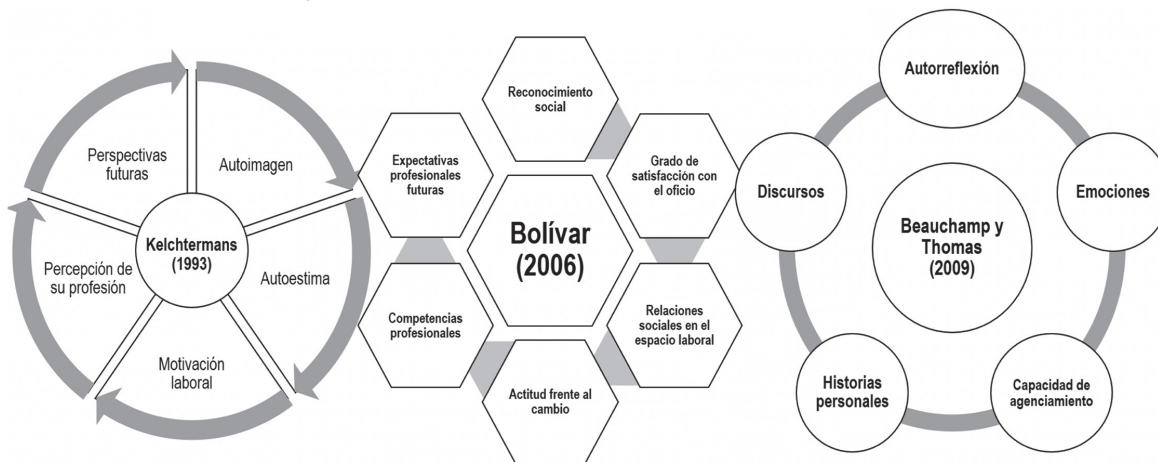 Perspectivas
futuras
Autoimagen
Kelchtermans
(1993)
Percepción de
su profesión
Autoestima
Motivación
laboral
Reconocimiento
social
Expectativas
profesionales
futuras
Grado de
satisfacción con
el oficio
Bolívar
(2006)
Competencias
profesionales
Relaciones
sociales en el
espacio laboral
Actitud frente al
cambio
Autorreflexión
Discursos
Emociones
Beauchamp y
Thomas
(2009)
Historias
personales
Capacidad de
agenciamiento